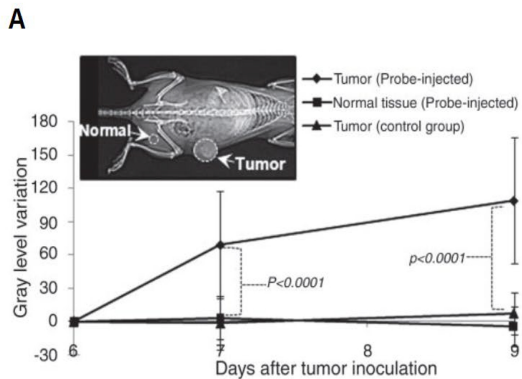 A
Tumor (Probe-injected)
Normal tissue (Probe-injected)
Tumor (control group)
Normal
Tumor
180
150
120
90
60
30
0
-30
Gray level variation
P<0.0001
p<0.0001
6
7
8
9
Days after tumor inoculation